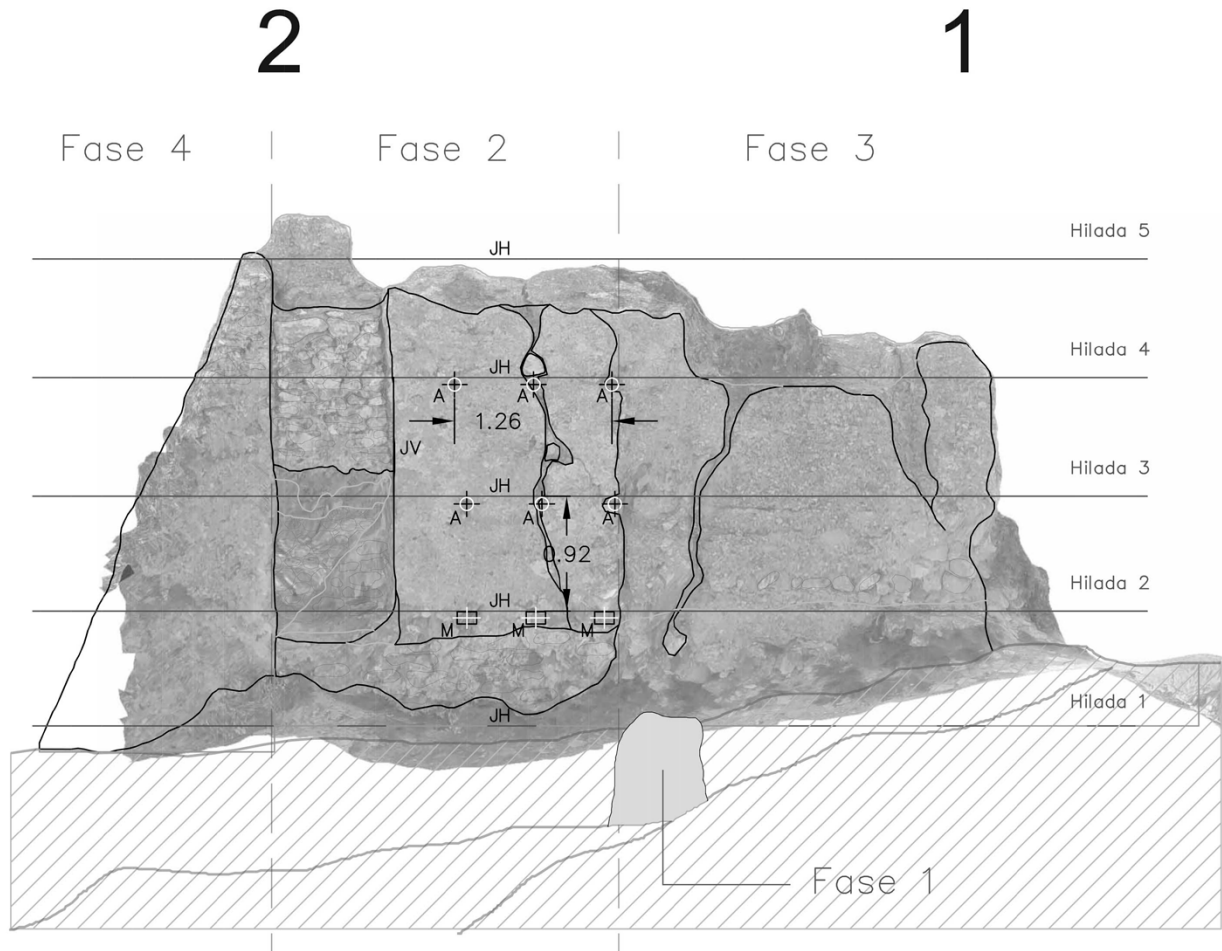 2
1
Fase 4
Fase 2
Fase 3
Hilada 5
JH
Hilada 4
JH
A
A
A
1.26
JV
Hilada 3
JH
A
A
A
0.92
Hilada 2
JH
M
M
M
Hilada 1
JH
Fase 1